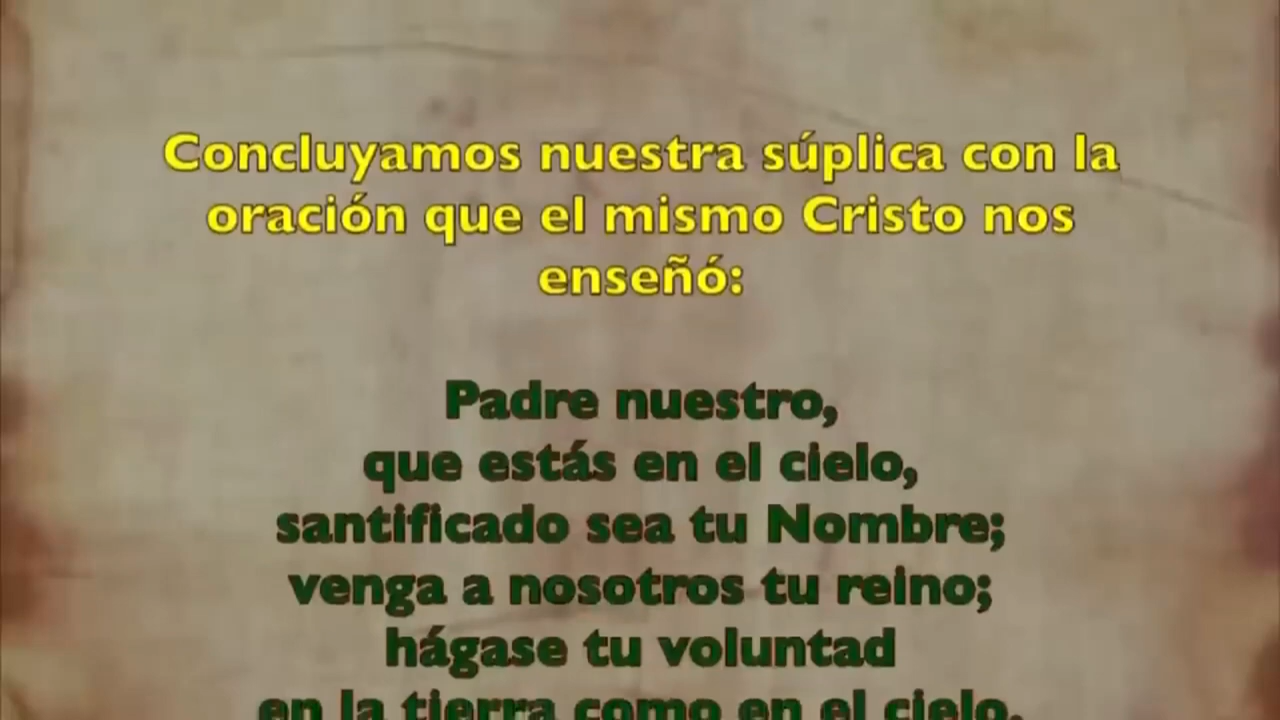 Concluyamos nuestra súplica con la
oración que el mismo Cristo nos
enseñó:
Padre nuestro,
que estás en el cielo,
santificado sea tu Nombre;
venga a nosotros tu reino;
hágase tu voluntad
en la tierra como en el cielo.